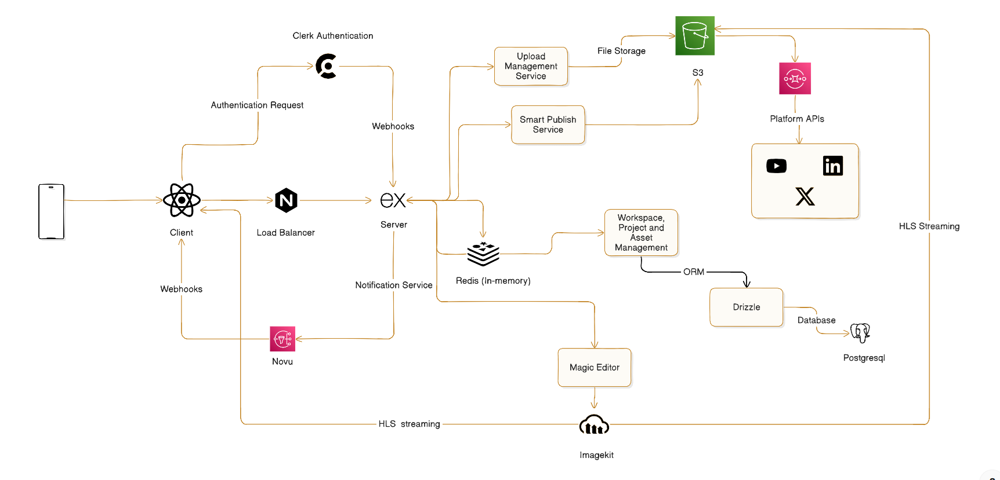 Clerk Authentication
Upload
Management
Service
File Storage
S3
Authentication Request
Webhooks
Smart Publish
Service
Platform APIs
in
X
ex
Server
N
Client
Load Balancer
Workspace,
Project and
Asset
Management
HLS Streaming
ORM
Redis (In-memory)
Notification Service
Webhooks
Drizzle
Database
Postgresql
Novu
Magic Editor
HLS streaming
Imagekit